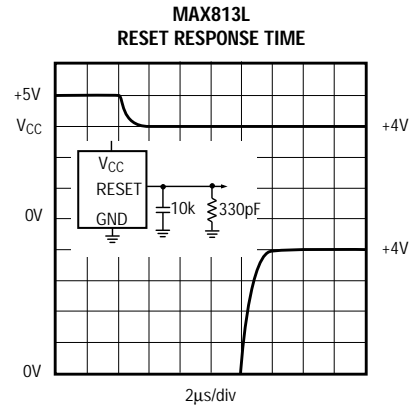 MAX813L
RESET RESPONSE TIME
+5V
VCC
+4V
VCC
RESET
10k
330pF
0V
GND
+4V
0V
2µs/div